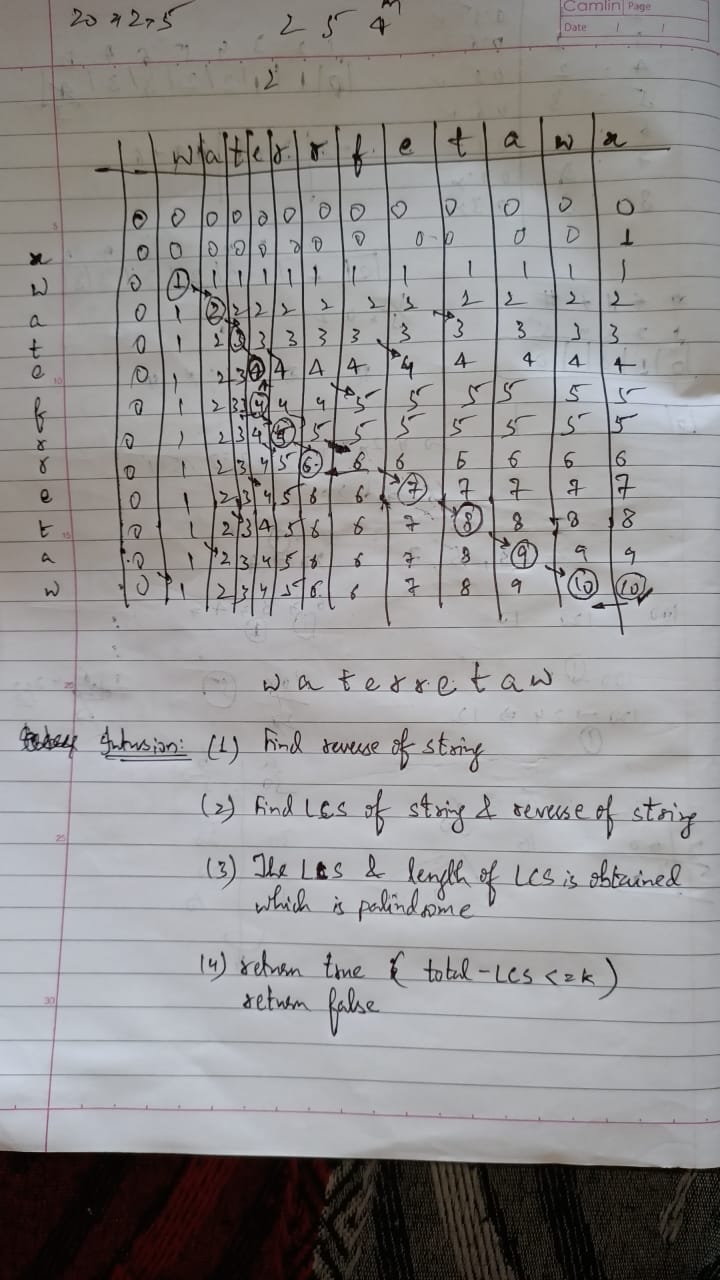 Camlin Page
Date / /
20 2 5 2 5 4
2
w a t e r r f e t a w x
0 0 0 0 0 0 0 0 0 0 0 0 0
x 0 0 0 0 0 0 0 0 0 0 0 0 1
w 0 1 1 1 1 1 1 1 1 1 1 1 1
a 0 1 2 2 2 2 2 2 2 2 2 2 2
t 0 1 2 3 3 3 3 3 3 3 3 3 3
e 0 1 2 3 4 4 4 4 4 4 4 4 4
f 0 1 2 3 4 4 4 5 5 5 5 5 5
r 0 1 2 3 4 5 5 5 5 5 5 5 5
r 0 1 2 3 4 5 6 6 6 6 6 6 6
e 0 1 2 3 4 5 6 6 7 7 7 7 7
t 0 1 2 3 4 5 6 6 7 8 8 8 8
a 0 1 2 3 4 5 6 6 7 8 9 9 9
w 0 1 2 3 4 5 6 6 7 8 9 10 10
w a t e r r e t a w
Intusion: (1) Find reverse of string
(2) Find LCS of string & reverse of string
(3) The LCS & length of LCS is obtained
which is palindrome
(4) return true ( total - LCS <= k )
return false
5
10
15
20
25
30